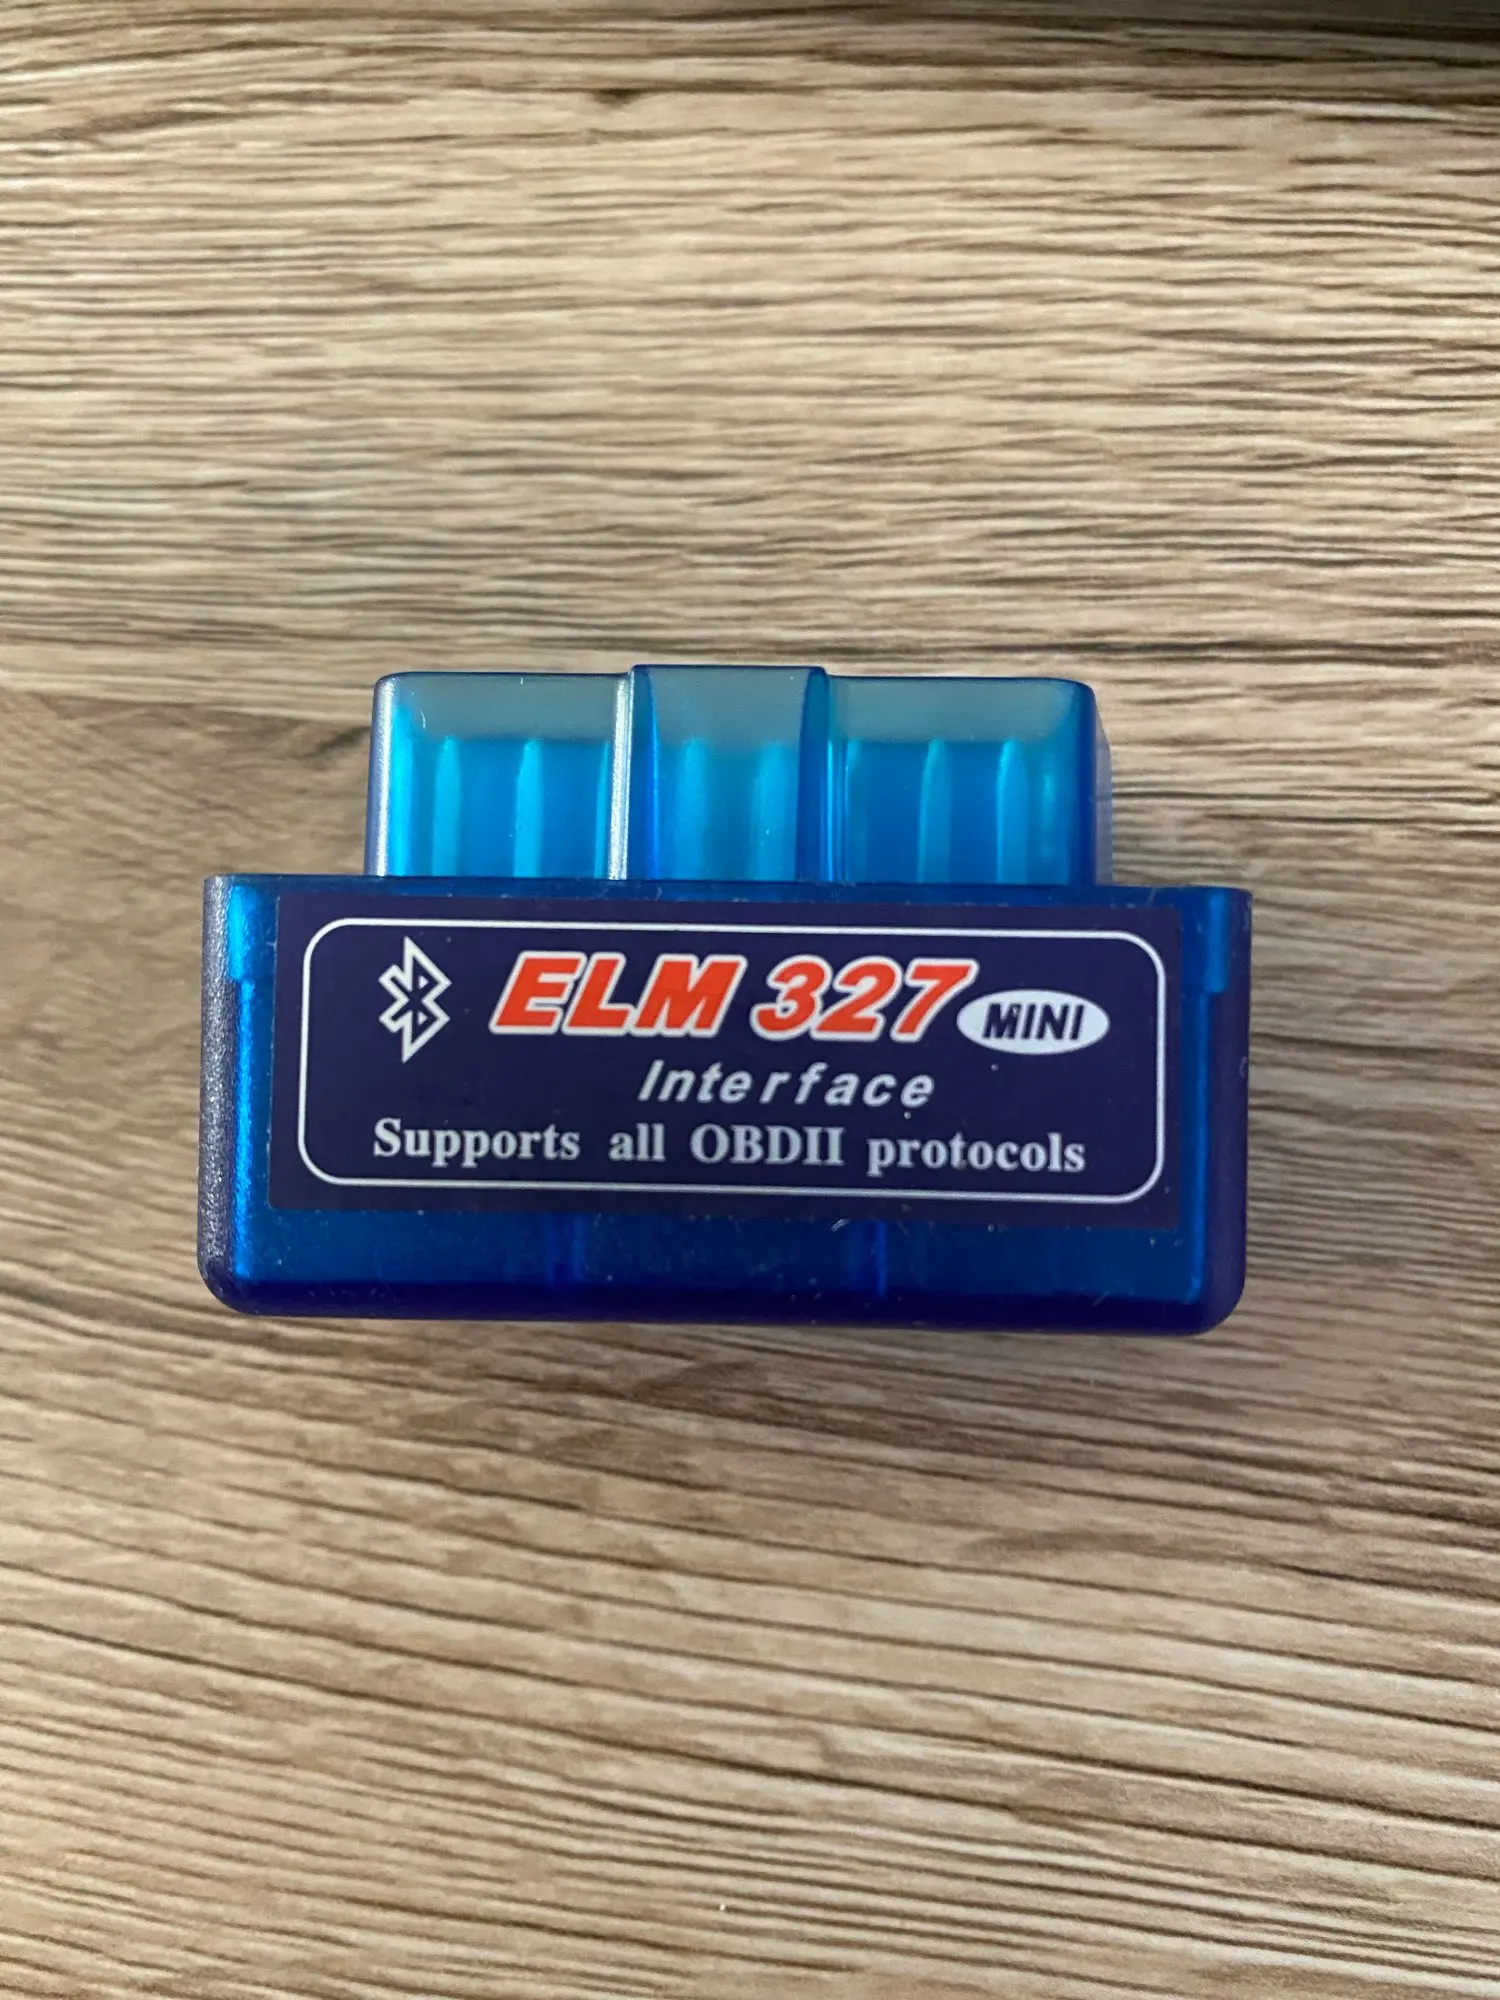 ELM 327 MINI
Interface
Supports all OBDII protocols